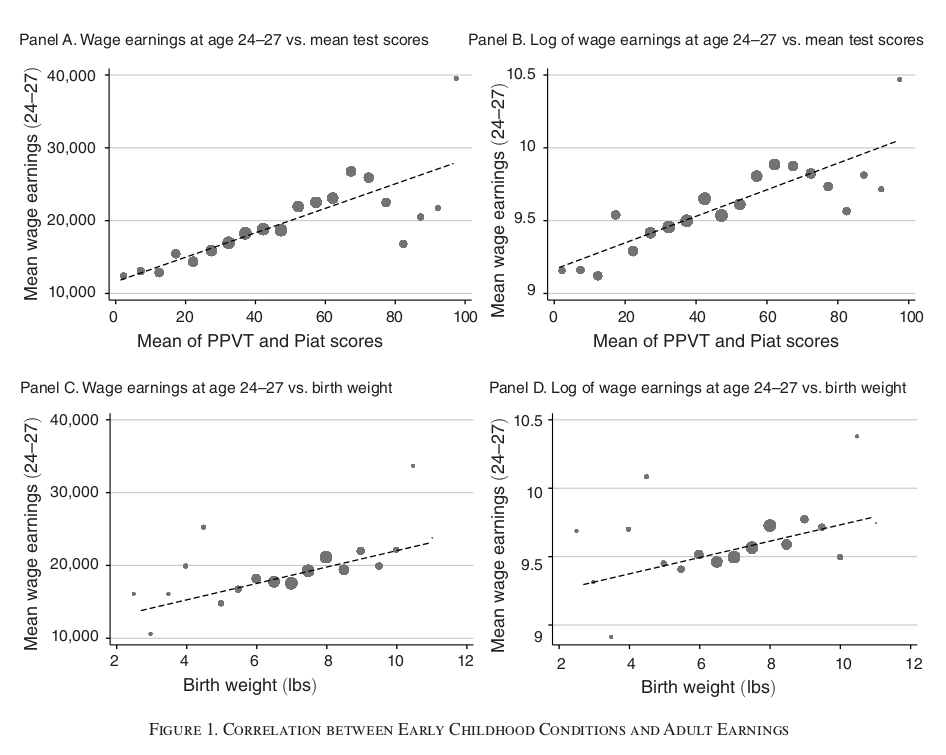 Panel A. Wage earnings at age 24–27 vs. mean test scores
Mean wage earnings (24–27)
40,000
30,000
20,000
10,000
0 20 40 60 80 100
Mean of PPVT and Piat scores
Panel B. Log of wage earnings at age 24–27 vs. mean test scores
Mean wage earnings (24–27)
10.5
10
9.5
9
0 20 40 60 80 100
Mean of PPVT and Piat scores
Panel C. Wage earnings at age 24–27 vs. birth weight
Mean wage earnings (24–27)
40,000
30,000
20,000
10,000
2 4 6 8 10 12
Birth weight (lbs)
Panel D. Log of wage earnings at age 24–27 vs. birth weight
Mean wage earnings (24–27)
10.5
10
9.5
9
2 4 6 8 10 12
Birth weight (lbs)
Figure 1. Correlation between Early Childhood Conditions and Adult Earnings